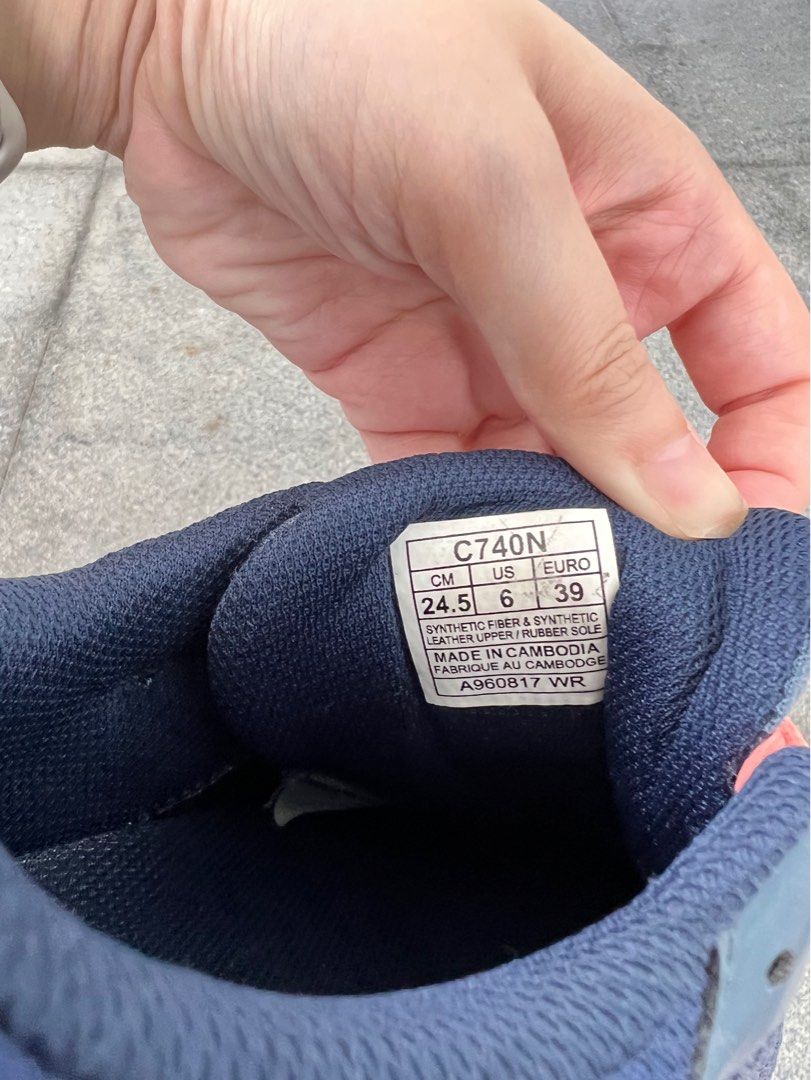 C740N
CM US EURO
24.5 6 39
SYNTHETIC FIBER & SYNTHETIC
LEATHER UPPER / RUBBER SOLE
MADE IN CAMBODIA
FABRIQUE AU CAMBODGE
A960817 WR